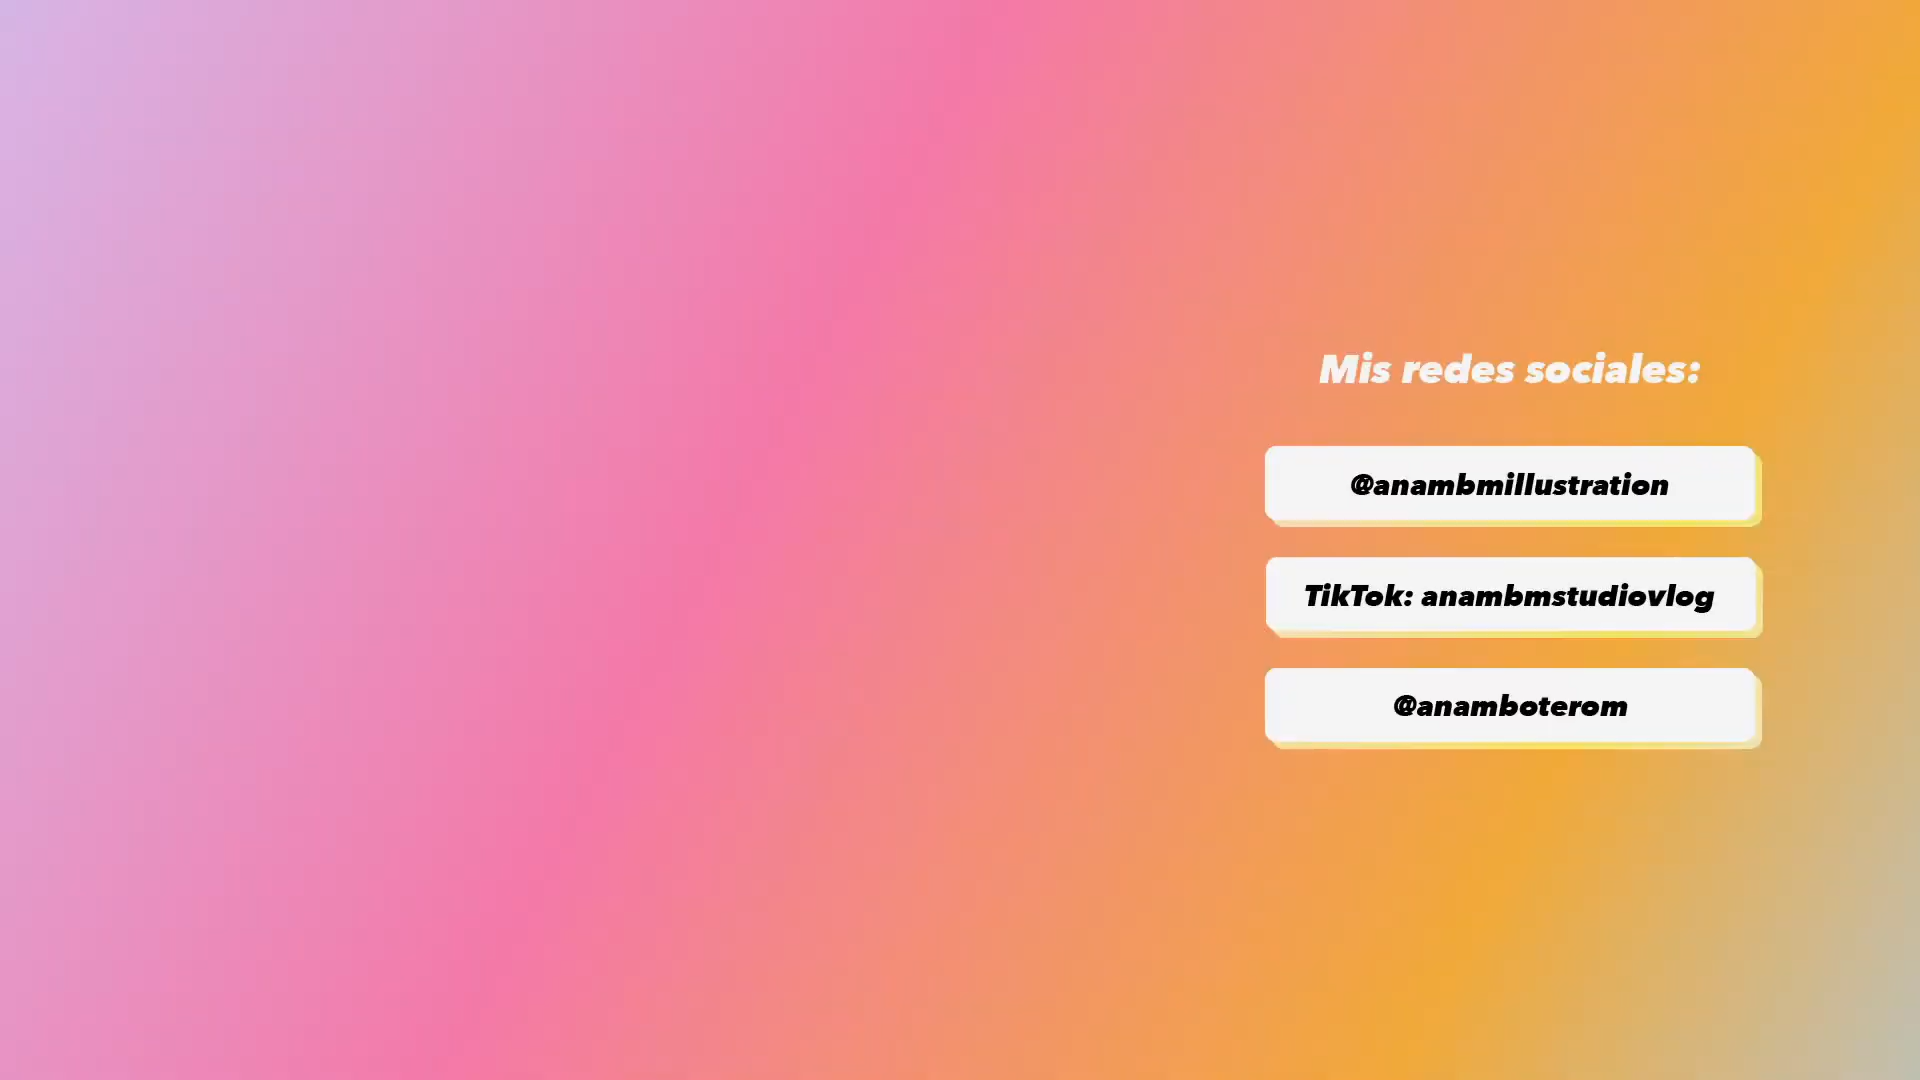 Mis redes sociales:
@anambmillustration
TikTok: anambmstudiovlog
@anamboterom